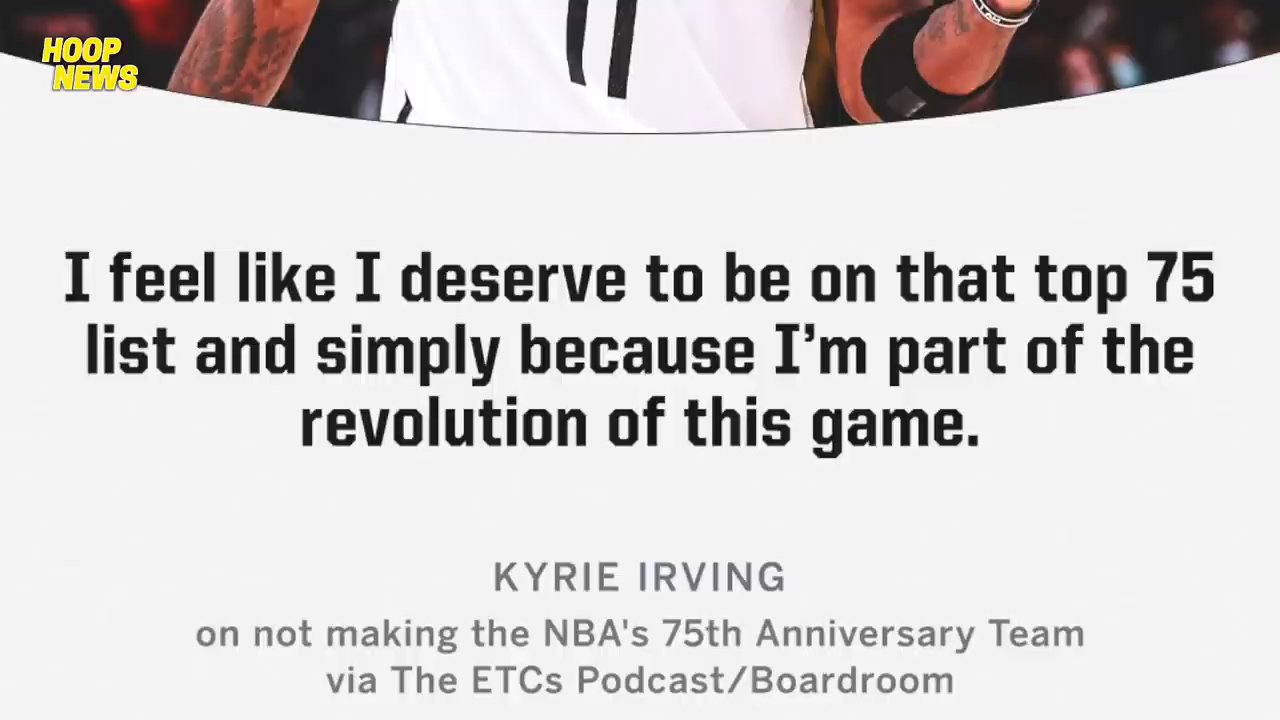 HOOP
NEWS
I feel like I deserve to be on that top 75
list and simply because I’m part of the
revolution of this game.
KYRIE IRVING
on not making the NBA's 75th Anniversary Team
via The ETCs Podcast/Boardroom